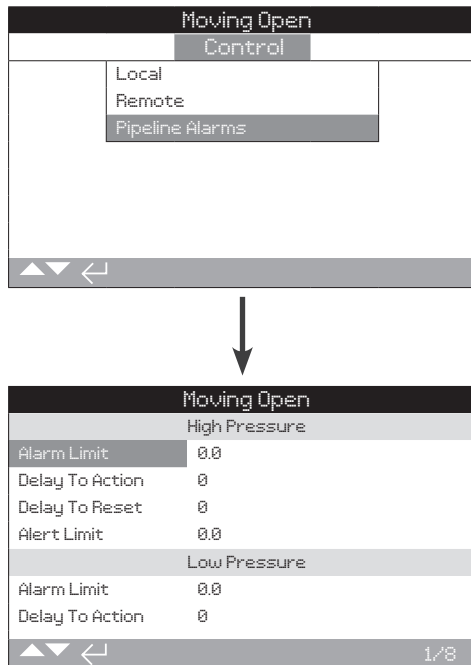 Moving Open
Control
Local
Remote
Pipeline Alarms
Moving Open
High Pressure
Alarm Limit 0.0
Delay To Action 0
Delay To Reset 0
Alert Limit 0.0
Low Pressure
Alarm Limit 0.0
Delay To Action 0
1/8